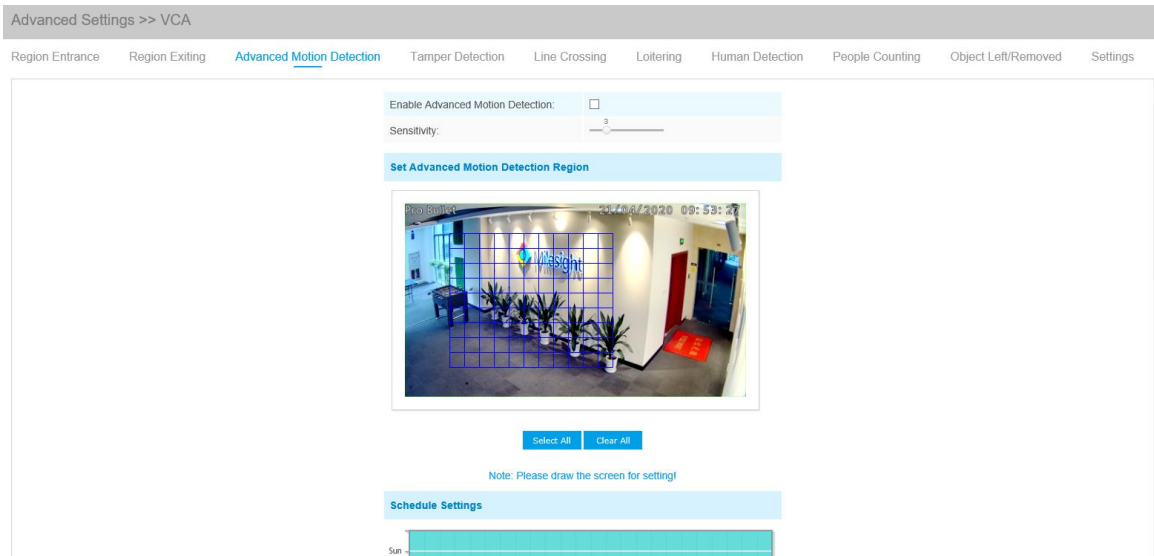 Advanced Settings >> VCA
Region Entrance Region Exiting Advanced Motion Detection Tamper Detection Line Crossing Loitering Human Detection People Counting Object Left/Removed Settings
Enable Advanced Motion Detection:
3
Sensitivity:
Set Advanced Motion Detection Region
Pro Bullet 21/04/2020 09:53:27
Milesight
Select All Clear All
Note: Please draw the screen for setting!
Schedule Settings
Sun